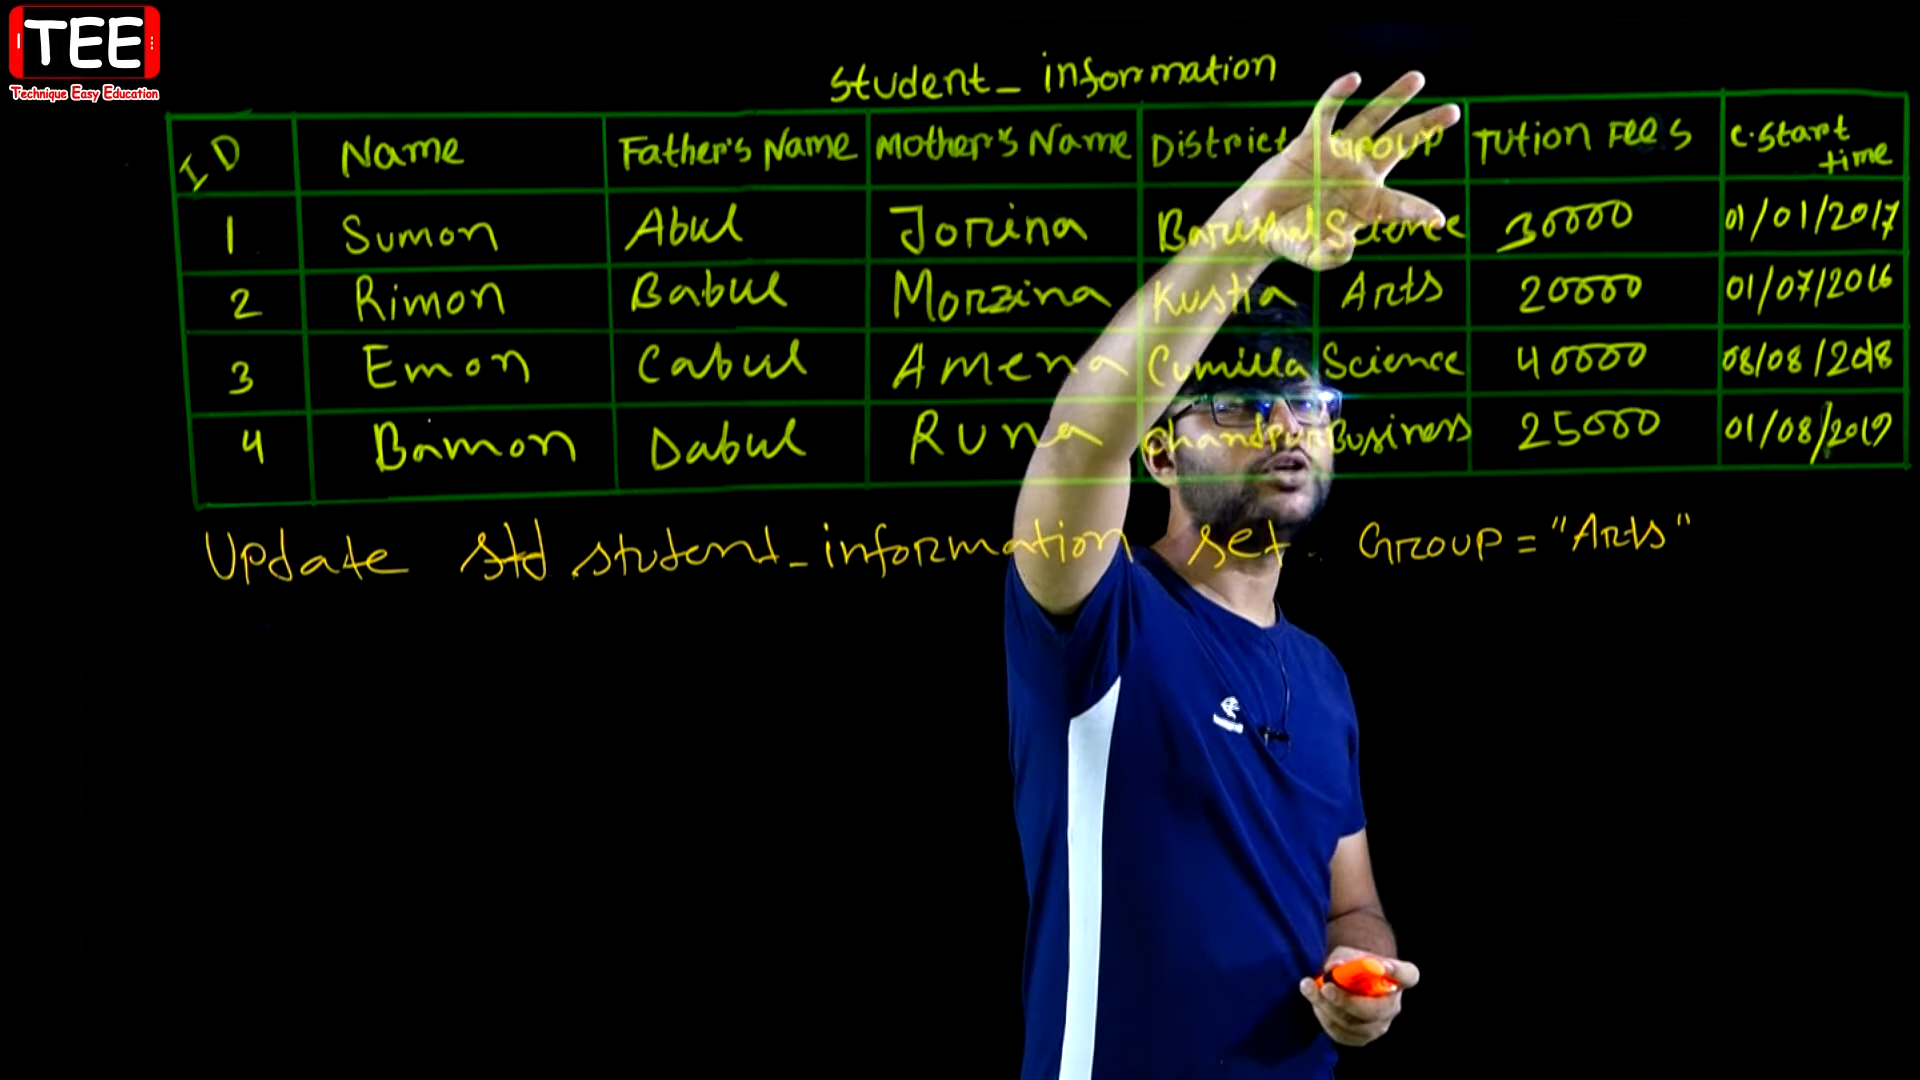 TEE
Technique Easy Education
Student_ information
ID Name Father's Name Mother's Name District Group Tution Fees C.Start time
1 Sumon Abul Jorina Barishal Science 30000 01/01/2017
2 Rimon Babul Morzina Kustia Arts 20000 01/07/2016
3 Emon Cabul Amena Cumilla Science 40000 08/08/2018
4 Bamon Dabul Runa Chandpur Business 25000 01/08/2019
Update std.student_information set Group = "Arts"